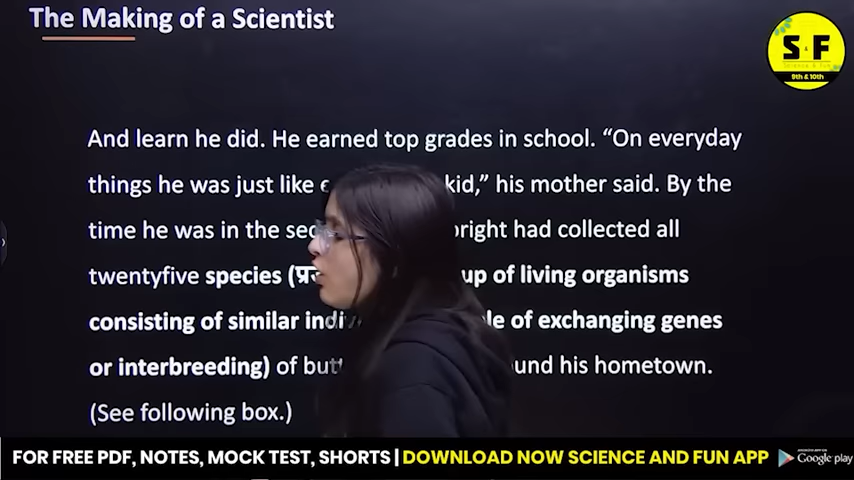 The Making of a Scientist
S & F
Science & Fun
9th & 10th
And learn he did. He earned top grades in school. “On everyday
things he was just like kid,” his mother said. By the
time he was in the bright had collected all
twentyfive species ( up of living organisms
consisting of similar of exchanging genes
or interbreeding) of his hometown.
(See following box.)
FOR FREE PDF, NOTES, MOCK TEST, SHORTS | DOWNLOAD NOW SCIENCE AND FUN APP
Google play